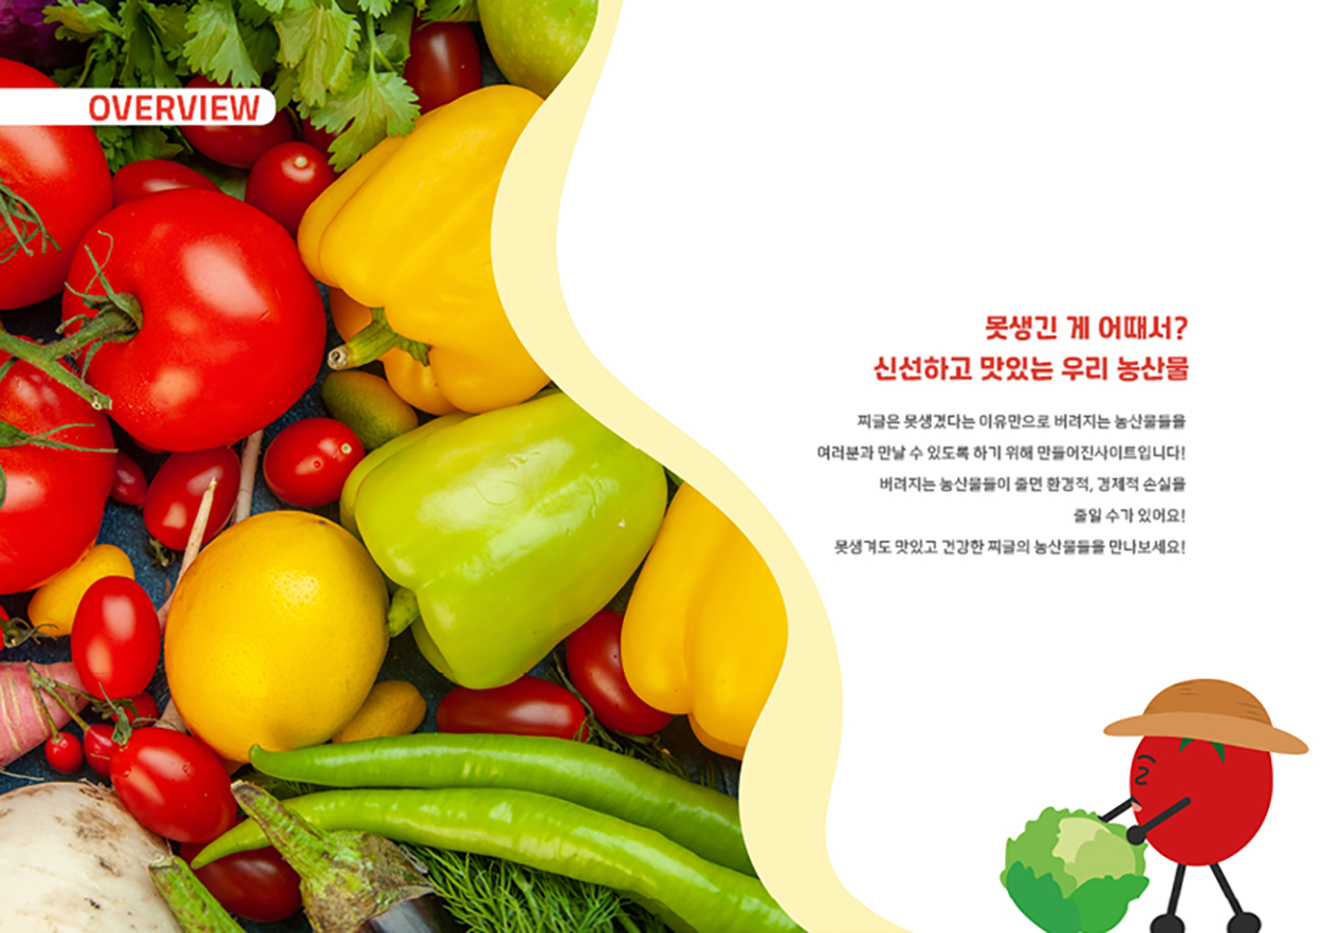 OVERVIEW
못생긴 게 어때서?
신선하고 맛있는 우리 농산물
찌글은 못생겼다는 이유만으로 버려지는 농산물들을
여러분과 만날 수 있도록 하기 위해 만들어진사이트입니다!
버려지는 농산물들이 줄면 환경적, 경제적 손실을
줄일 수가 있어요!
못생겨도 맛있고 건강한 찌글의 농산물들을 만나보세요!